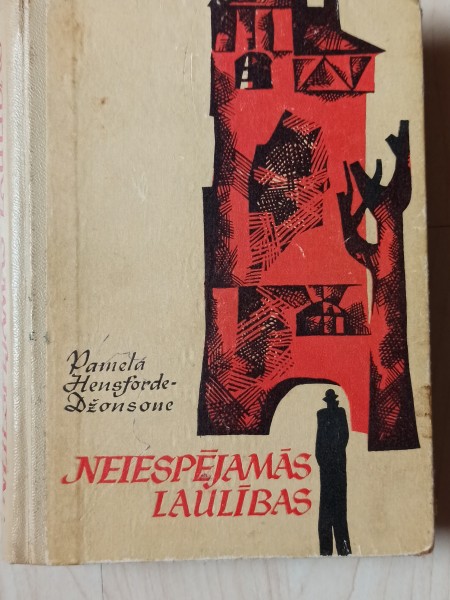 Pamela
Hensforde-
Džonsone
NEIESPĒJAMĀS
LAULĪBAS